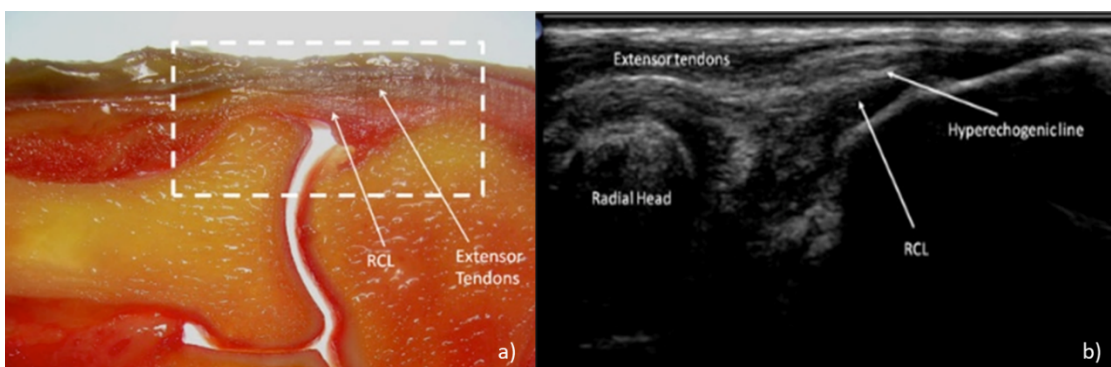 RCL
Extensor
Tendons
a)
Extensor tendons
Hyperechogenic line
Radial Head
RCL
b)